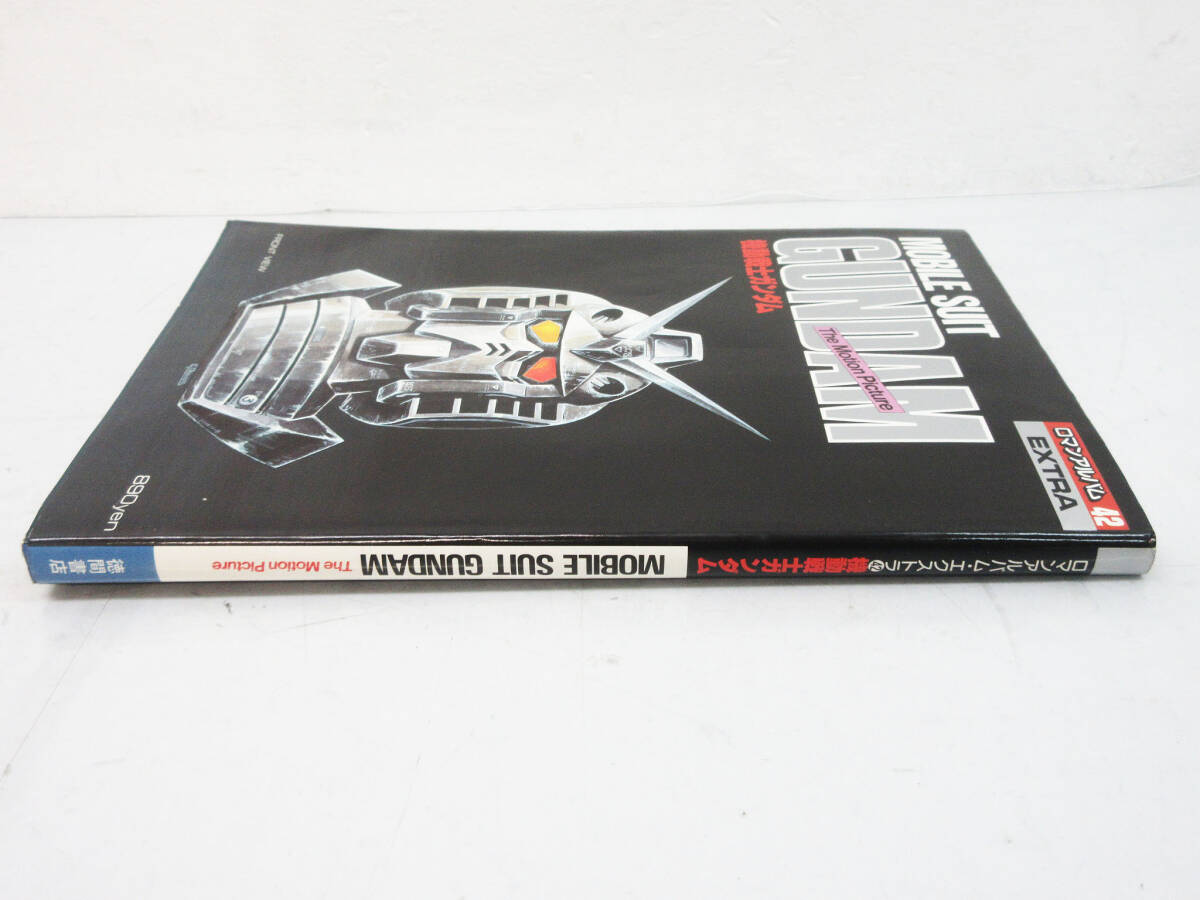 MOBILE SUIT
GUNDAM
The Motion Picture
機動戦士ガンダム
ロマンアルバム 42
EXTRA
FRONT VIEW
890yen
ロマンアルバム・エクストラ㊷機動戦士ガンダム
MOBILE SUIT GUNDAM
The Motion Picture
徳間書店